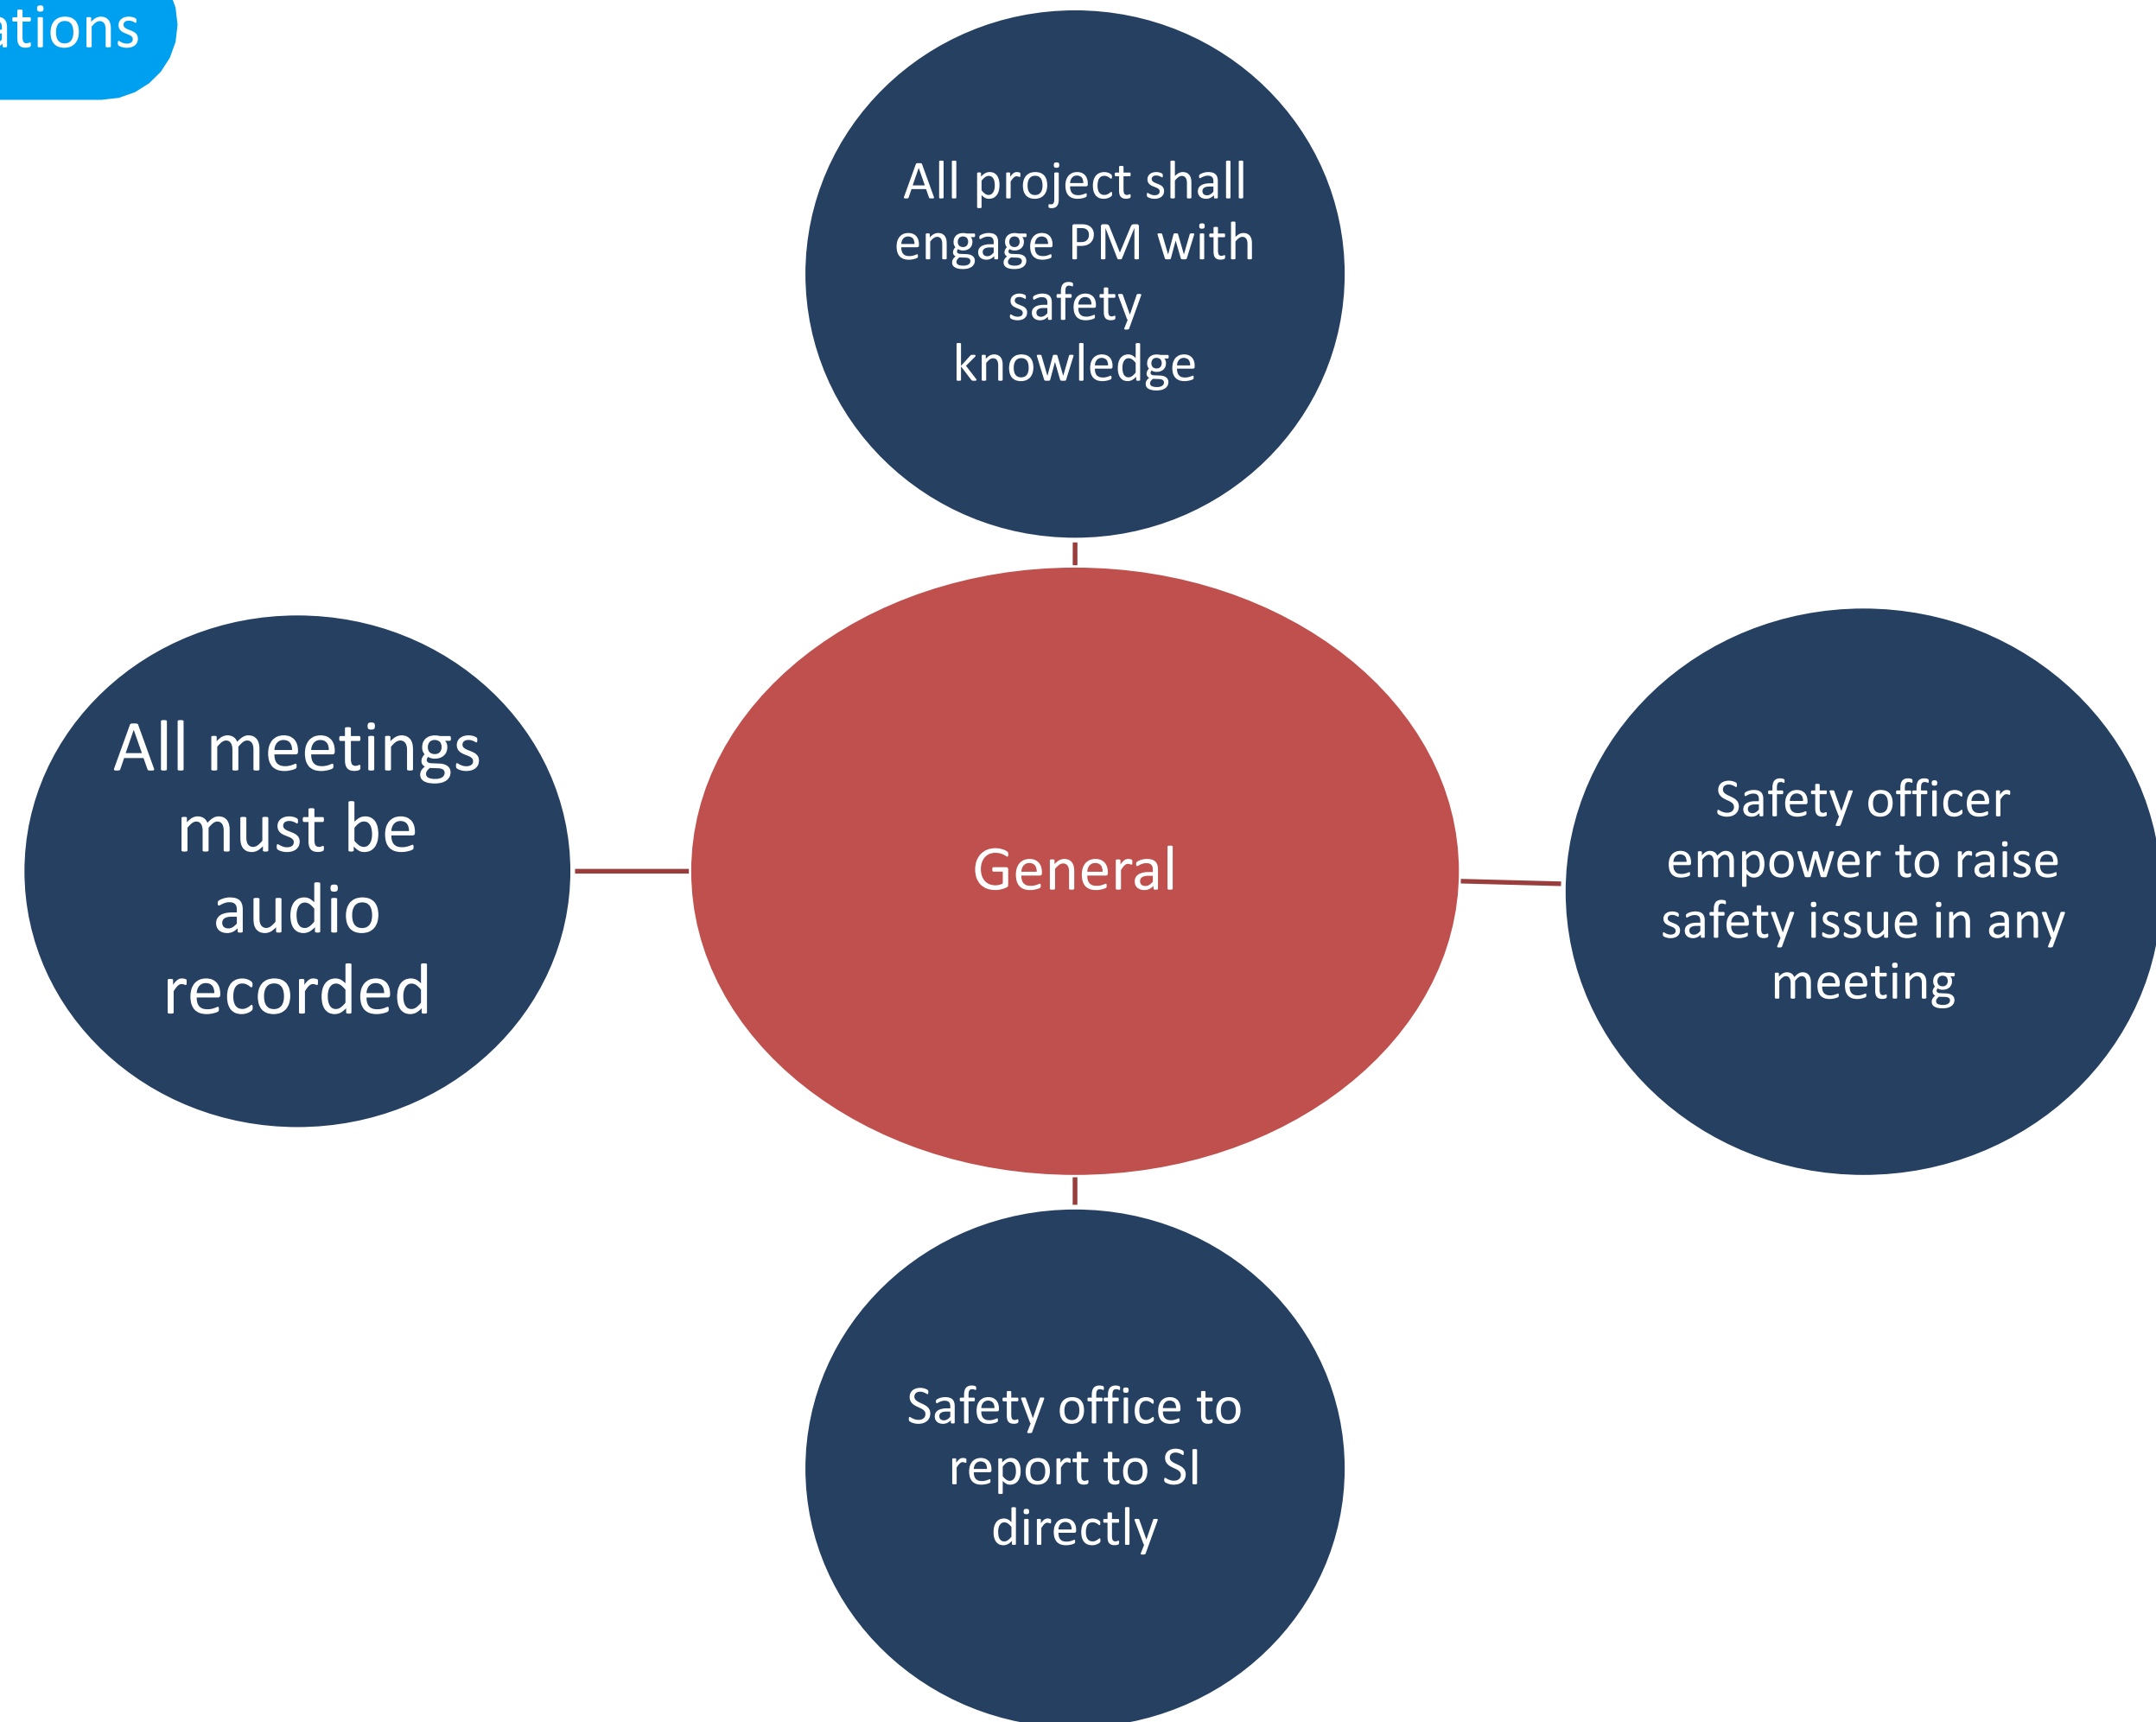 ations
All project shall
engage PM with
safety
knowledge
All meetings
must be
audio
recorded
General
Safety officer
empower to raise
safety issue in any
meeting
Safety office to
report to SI
directly